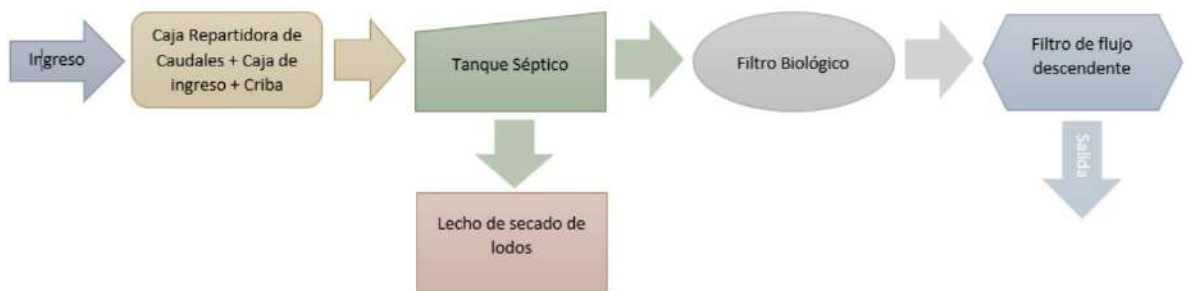 Ingreso
Caja Repartidora de
Caudales + Caja de
ingreso + Criba
Tanque Séptico
Filtro Biológico
Filtro de flujo
descendente
Salida
Lecho de secado de
lodos